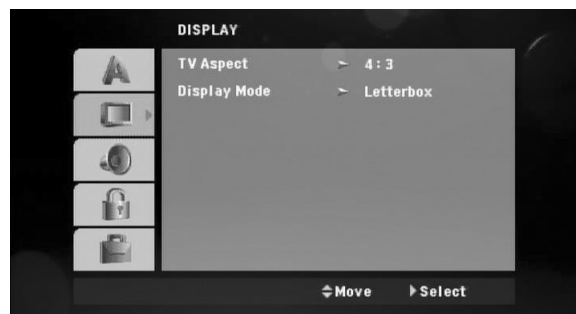 DISPLAY
TV Aspect ➢ 4 : 3
Display Mode ➢ Letterbox
Move Select